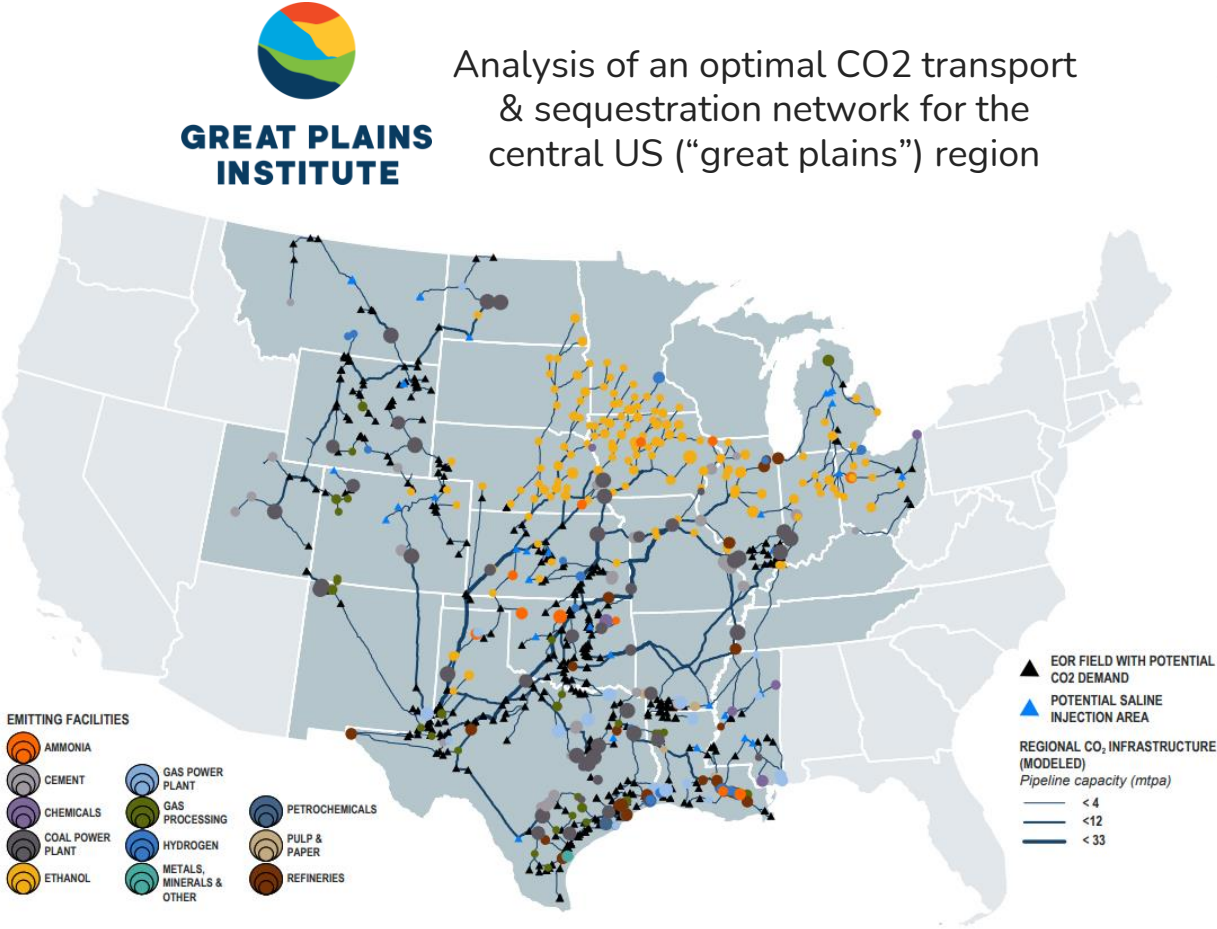 GREAT PLAINS
INSTITUTE
Analysis of an optimal CO2 transport
& sequestration network for the
central US (“great plains”) region
EMITTING FACILITIES
AMMONIA
CEMENT
CHEMICALS
COAL POWER
PLANT
ETHANOL
GAS POWER
PLANT
GAS
PROCESSING
HYDROGEN
METALS,
MINERALS &
OTHER
PETROCHEMICALS
PULP &
PAPER
REFINERIES
EOR FIELD WITH POTENTIAL
CO2 DEMAND
POTENTIAL SALINE
INJECTION AREA
REGIONAL CO₂ INFRASTRUCTURE
(MODELED)
Pipeline capacity (mtpa)
< 4
<12
< 33